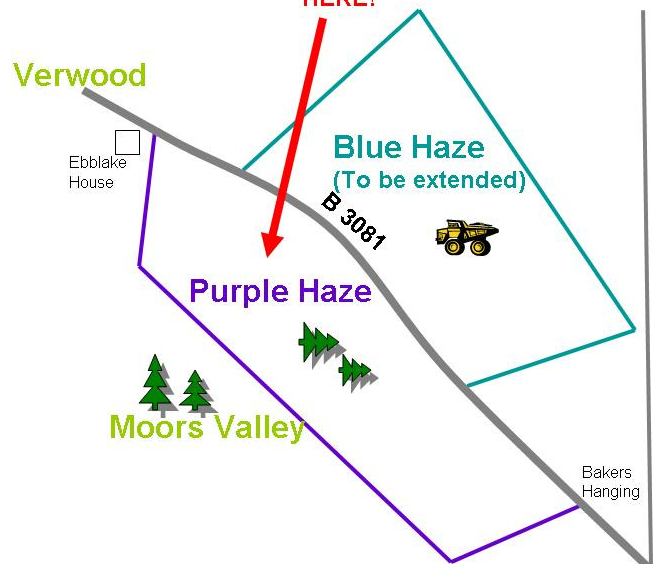 HERE!
Verwood
Ebblake
House
Blue Haze
(To be extended)
B 3081
Purple Haze
Moors Valley
Bakers
Hanging